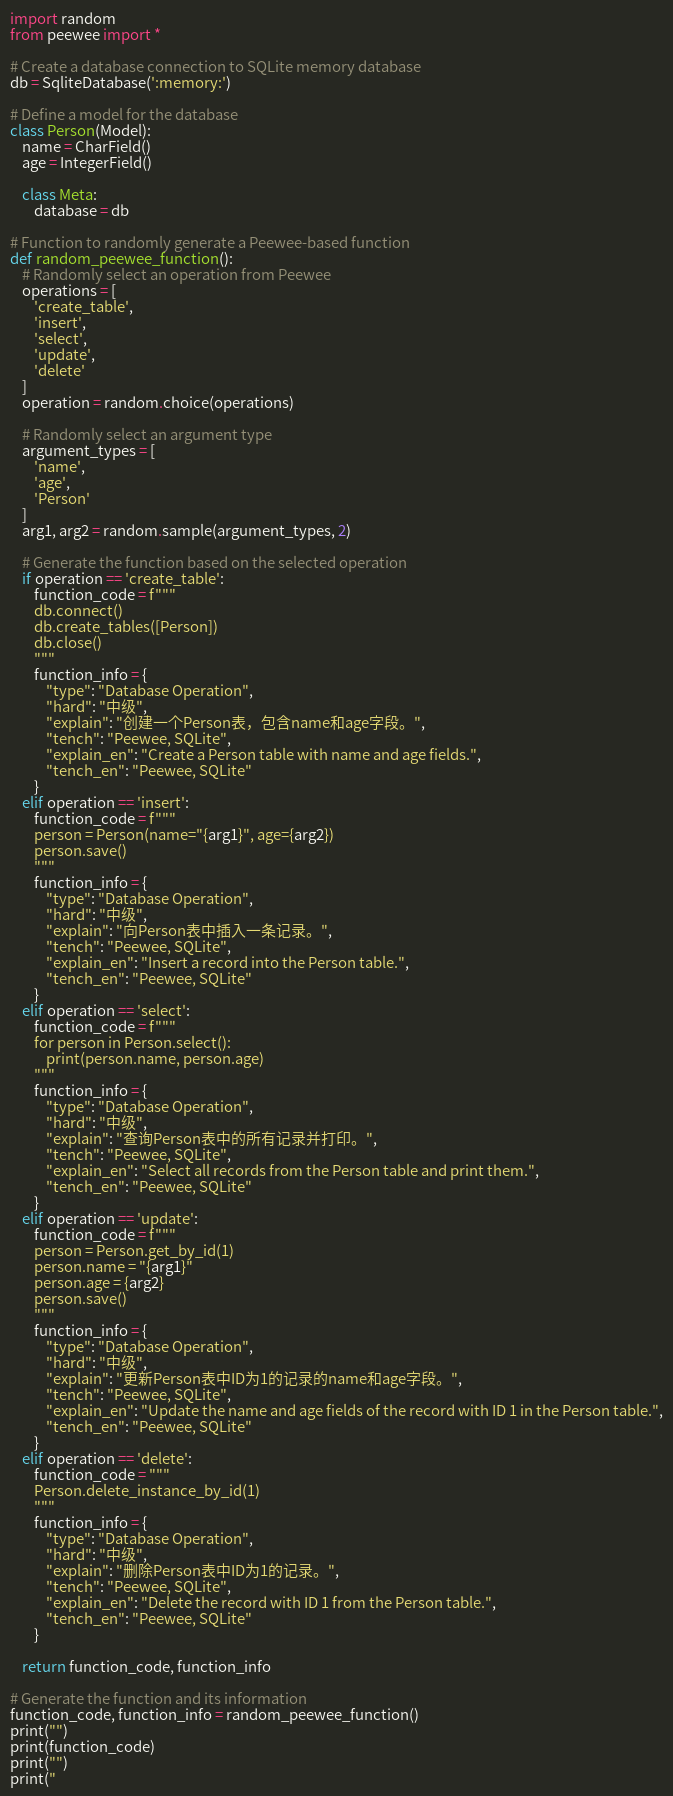 import random
from peewee import *

# Create a database connection to SQLite memory database
db = SqliteDatabase(':memory:')

# Define a model for the database
class Person(Model):
    name = CharField()
    age = IntegerField()

    class Meta:
        database = db

# Function to randomly generate a Peewee-based function
def random_peewee_function():
    # Randomly select an operation from Peewee
    operations = [
        'create_table',
        'insert',
        'select',
        'update',
        'delete'
    ]
    operation = random.choice(operations)

    # Randomly select an argument type
    argument_types = [
        'name',
        'age',
        'Person'
    ]
    arg1, arg2 = random.sample(argument_types, 2)

    # Generate the function based on the selected operation
    if operation == 'create_table':
        function_code = f"""
        db.connect()
        db.create_tables([Person])
        db.close()
        """
        function_info = {
            "type": "Database Operation",
            "hard": "中级",
            "explain": "创建一个Person表，包含name和age字段。",
            "tench": "Peewee, SQLite",
            "explain_en": "Create a Person table with name and age fields.",
            "tench_en": "Peewee, SQLite"
        }
    elif operation == 'insert':
        function_code = f"""
        person = Person(name="{arg1}", age={arg2})
        person.save()
        """
        function_info = {
            "type": "Database Operation",
            "hard": "中级",
            "explain": "向Person表中插入一条记录。",
            "tench": "Peewee, SQLite",
            "explain_en": "Insert a record into the Person table.",
            "tench_en": "Peewee, SQLite"
        }
    elif operation == 'select':
        function_code = f"""
        for person in Person.select():
            print(person.name, person.age)
        """
        function_info = {
            "type": "Database Operation",
            "hard": "中级",
            "explain": "查询Person表中的所有记录并打印。",
            "tench": "Peewee, SQLite",
            "explain_en": "Select all records from the Person table and print them.",
            "tench_en": "Peewee, SQLite"
        }
    elif operation == 'update':
        function_code = f"""
        person = Person.get_by_id(1)
        person.name = "{arg1}"
        person.age = {arg2}
        person.save()
        """
        function_info = {
            "type": "Database Operation",
            "hard": "中级",
            "explain": "更新Person表中ID为1的记录的name和age字段。",
            "tench": "Peewee, SQLite",
            "explain_en": "Update the name and age fields of the record with ID 1 in the Person table.",
            "tench_en": "Peewee, SQLite"
        }
    elif operation == 'delete':
        function_code = """
        Person.delete_instance_by_id(1)
        """
        function_info = {
            "type": "Database Operation",
            "hard": "中级",
            "explain": "删除Person表中ID为1的记录。",
            "tench": "Peewee, SQLite",
            "explain_en": "Delete the record with ID 1 from the Person table.",
            "tench_en": "Peewee, SQLite"
        }

    return function_code, function_info

# Generate the function and its information
function_code, function_info = random_peewee_function()
print("")
print(function_code)
print("")
print("